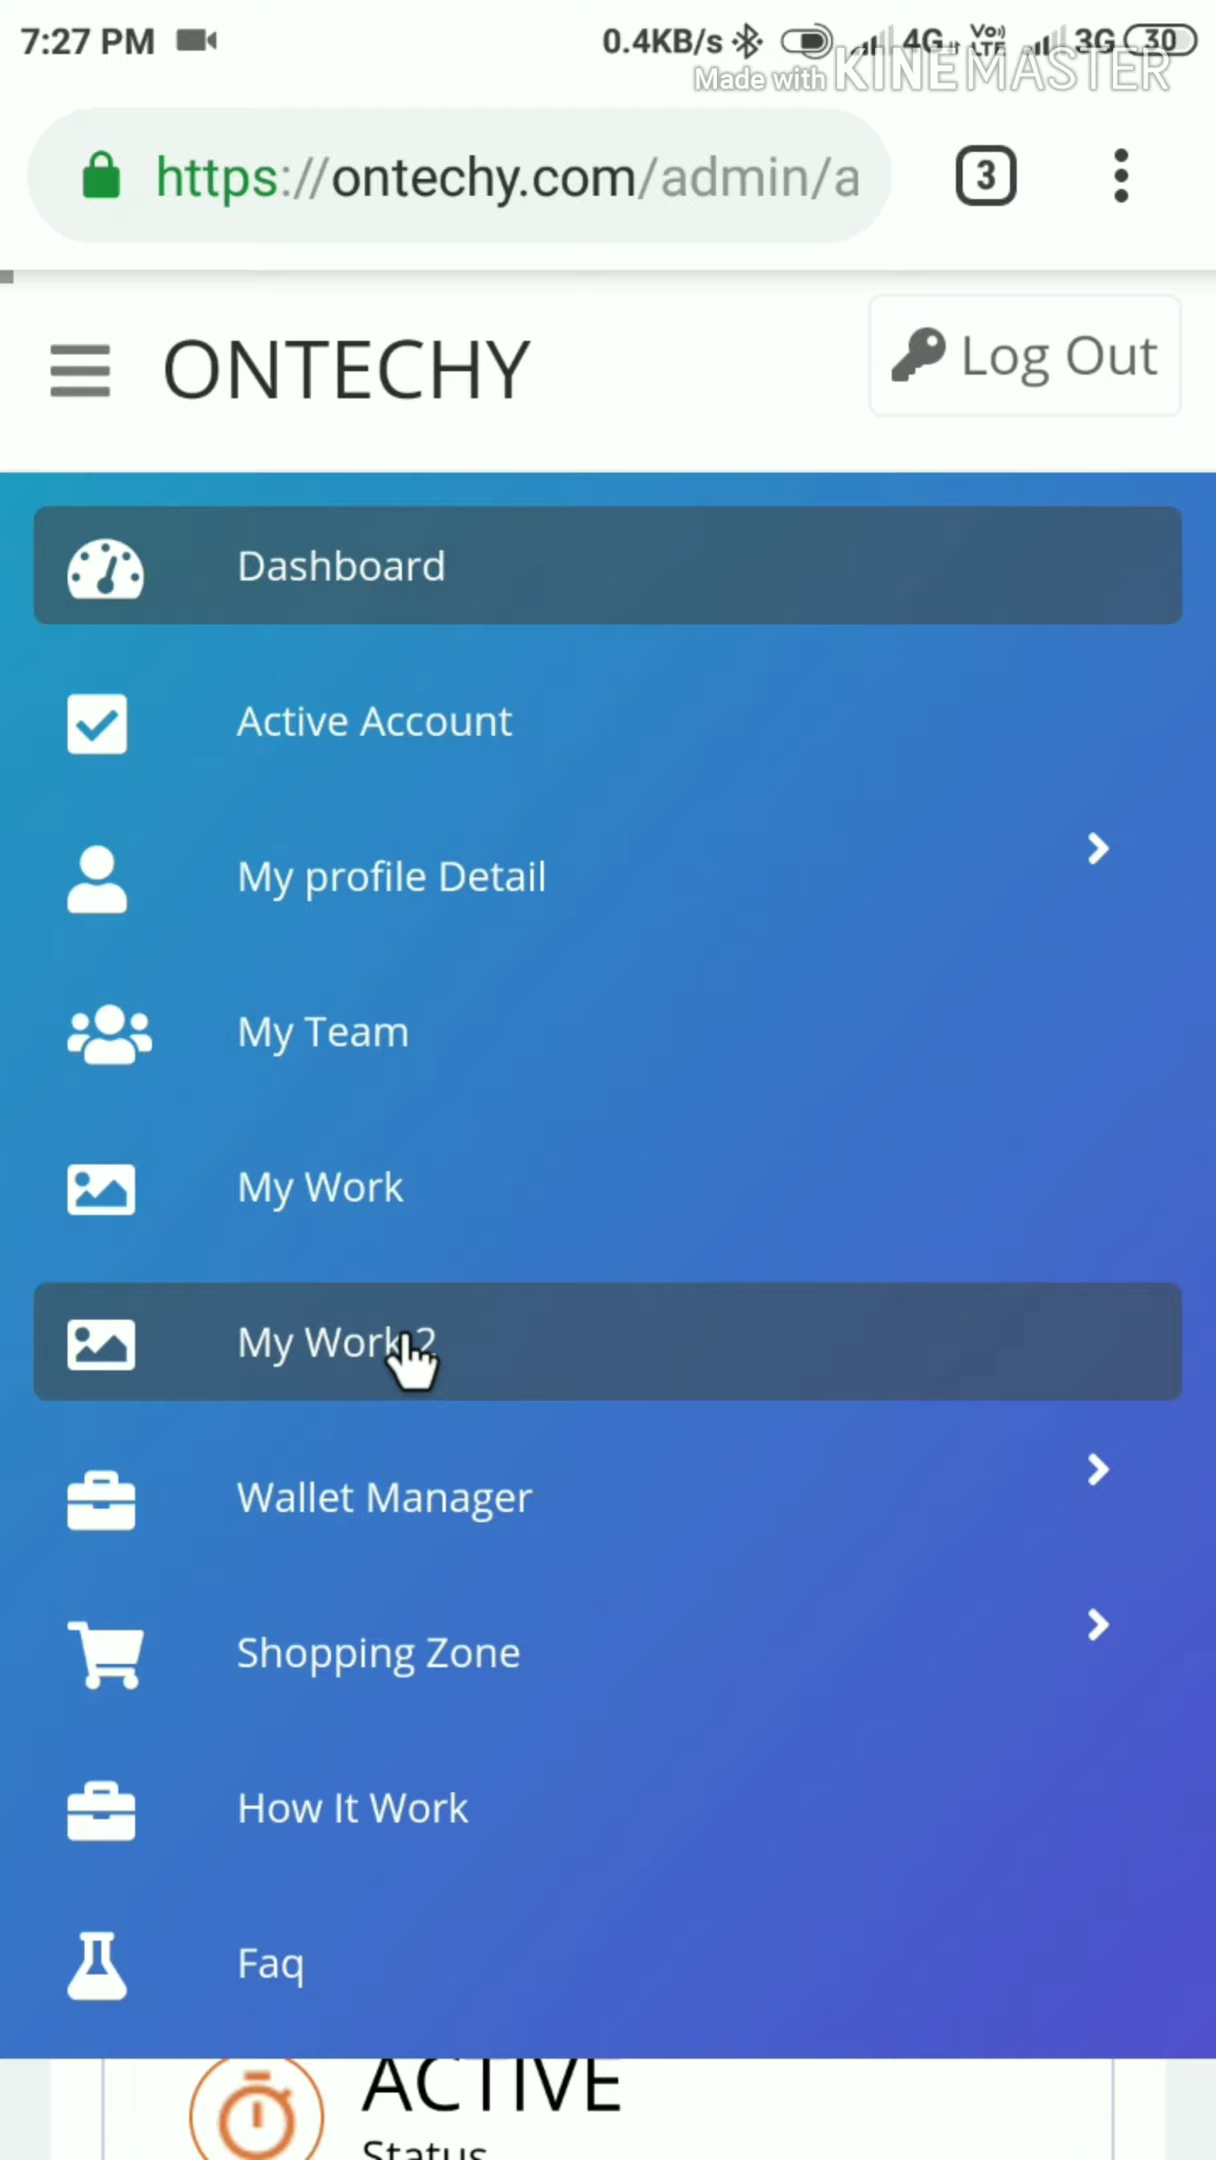 7:27 PM 0.4KB/s 4G Vo) LTE 3G 30
Made with KINEMASTER
https://ontechy.com/admin/a 3
ONTECHY Log Out
Dashboard
Active Account
My profile Detail
My Team
My Work
My Work 2
Wallet Manager
Shopping Zone
How It Work
Faq
ACTIVE
Status